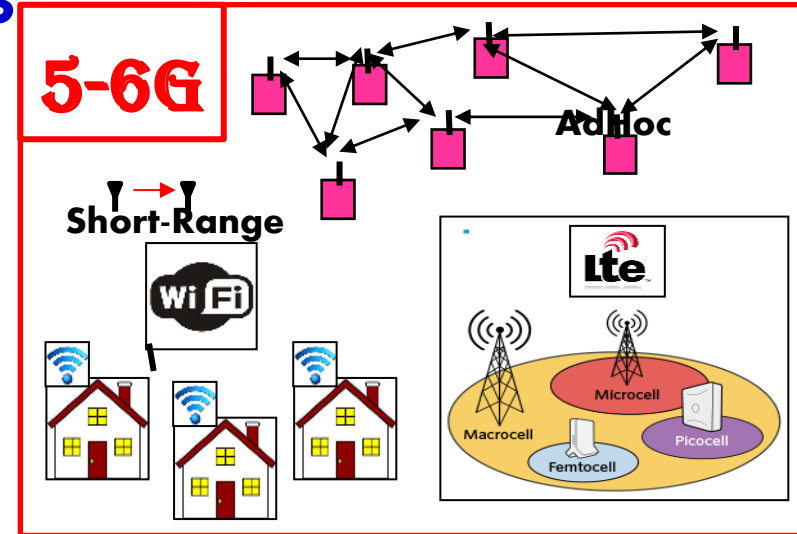 5-6G
AdHoc
Short-Range
WiFi
Lte
Microcell
Macrocell
Picocell
Femtocell